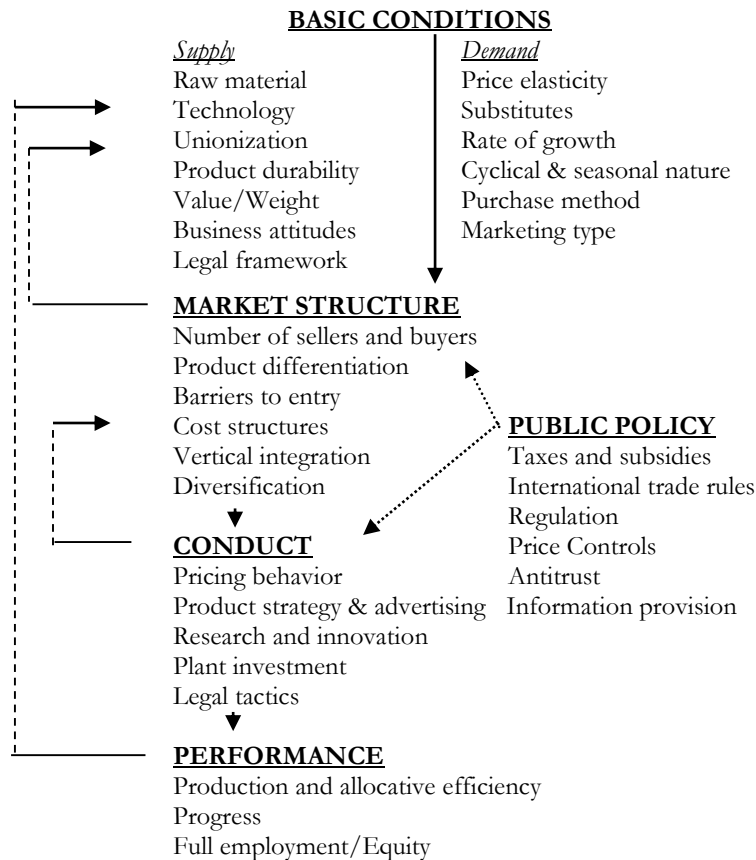 BASIC CONDITIONS
Supply
Raw material
Technology
Unionization
Product durability
Value/Weight
Business attitudes
Legal framework
Demand
Price elasticity
Substitutes
Rate of growth
Cyclical & seasonal nature
Purchase method
Marketing type
MARKET STRUCTURE
Number of sellers and buyers
Product differentiation
Barriers to entry
Cost structures
Vertical integration
Diversification
PUBLIC POLICY
Taxes and subsidies
International trade rules
Regulation
Price Controls
Antitrust
Information provision
CONDUCT
Pricing behavior
Product strategy & advertising
Research and innovation
Plant investment
Legal tactics
PERFORMANCE
Production and allocative efficiency
Progress
Full employment/Equity